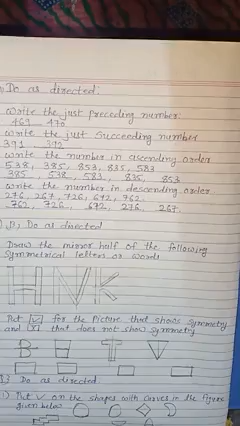 Do as directed.
Write the just preceding number
469 470
Write the just succeeding number
391 392
Write the number in ascending order
538, 385, 853, 835, 583
385, 538, 583, 835, 853
Write the number in descending order
276, 267, 726, 672, 762
762, 726, 672, 276, 267
Do as directed
Draw the mirror half of the following
Symmetrical letters or words
H N K
Put ✓ for the Picture that shows symmetry
and X that does not show symmetry
B H T V
Q3 Do as directed
1) Put ✓ on the shapes with curves in the figure
given below